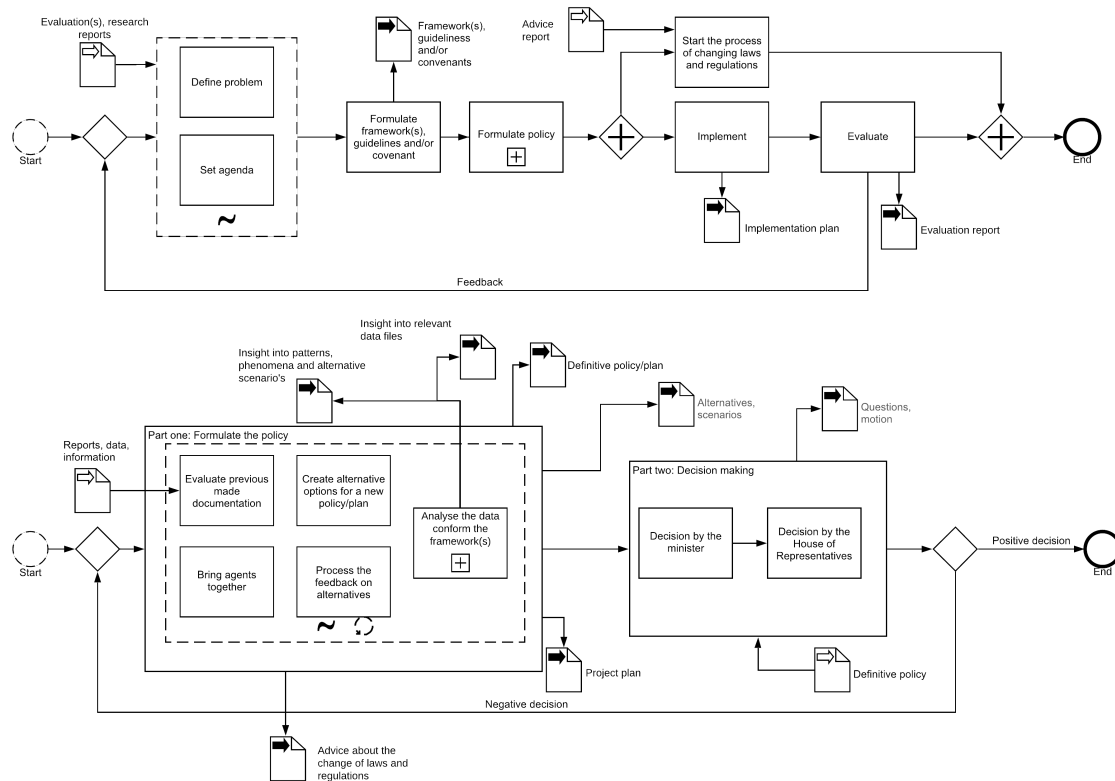 Evaluation(s), research
reports
Define problem
Set agenda
~
Start
Framework(s),
guideliness
and/or
convenants
Formulate
framework(s),
guidelines and/or
covenant
Formulate policy
Advice
report
Start the process
of changing laws
and regulations
Implement
Evaluate
Implementation plan
Evaluation report
End
Feedback
Insight into relevant
data files
Insight into patterns,
phenomena and alternative
scenario's
Definitive policy/plan
Alternatives,
scenarios
Questions,
motion
Part one: Formulate the policy
Reports, data,
information
Evaluate previous
made
documentation
Create alternative
options for a new
policy/plan
Analyse the data
conform the
framework(s)
Bring agents
together
Process the
feedback on
alternatives
~
Start
Part two: Decision making
Decision by the
minister
Decision by the
House of
Representatives
Positive decision
End
Project plan
Definitive policy
Negative decision
Advice about the
change of laws and
regulations